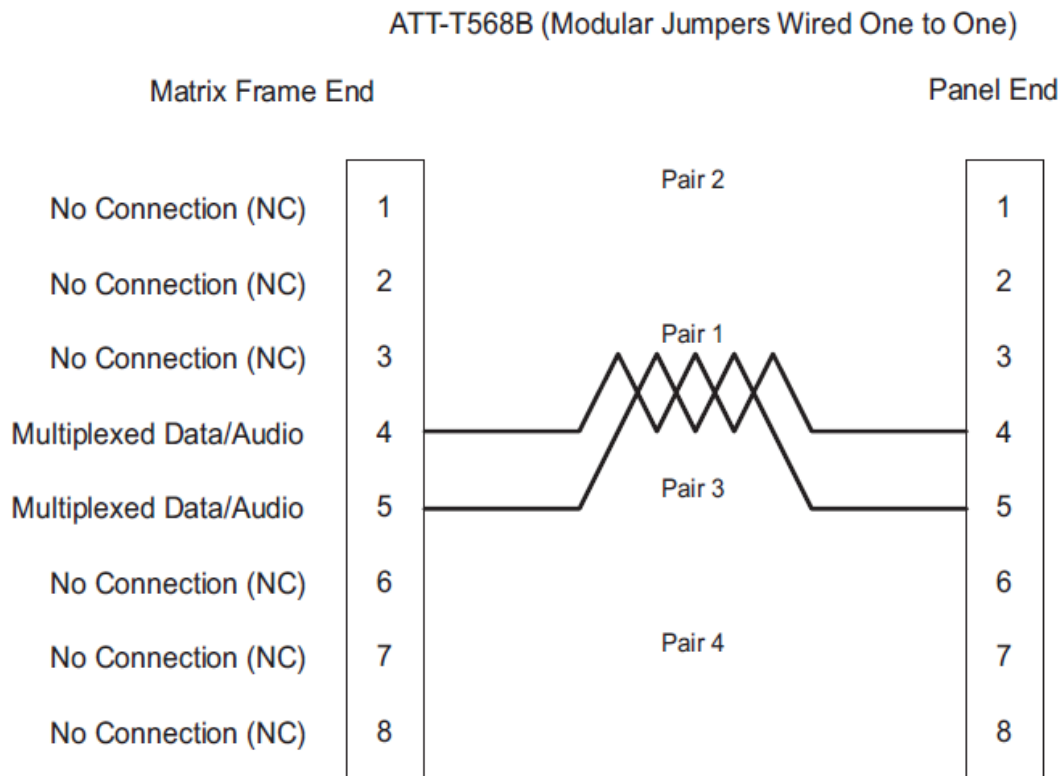 ATT-T568B (Modular Jumpers Wired One to One)
Matrix Frame End
Panel End
Pair 2
No Connection (NC) 1 1
No Connection (NC) 2 2
Pair 1
No Connection (NC) 3 3
Multiplexed Data/Audio 4 4
Pair 3
Multiplexed Data/Audio 5 5
No Connection (NC) 6 6
Pair 4
No Connection (NC) 7 7
No Connection (NC) 8 8